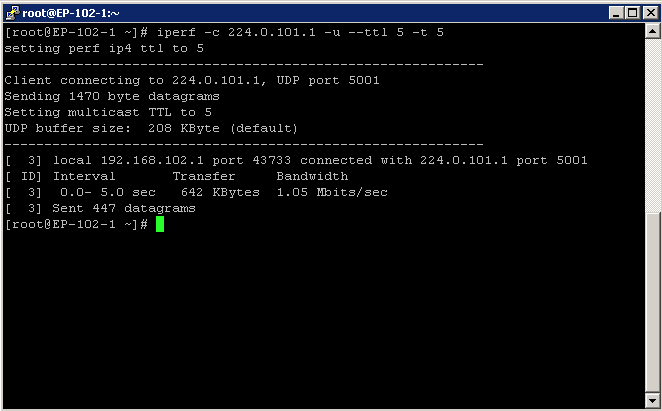 root@EP-102-1:~
[root@EP-102-1 ~]# iperf -c 224.0.101.1 -u --ttl 5 -t 5
setting perf ip4 ttl to 5
------------------------------------------------------------
Client connecting to 224.0.101.1, UDP port 5001
Sending 1470 byte datagrams
Setting multicast TTL to 5
UDP buffer size:  208 KByte (default)
------------------------------------------------------------
[  3] local 192.168.102.1 port 43733 connected with 224.0.101.1 port 5001
[ ID] Interval       Transfer     Bandwidth
[  3]  0.0- 5.0 sec   642 KBytes  1.05 Mbits/sec
[  3] Sent 447 datagrams
[root@EP-102-1 ~]#